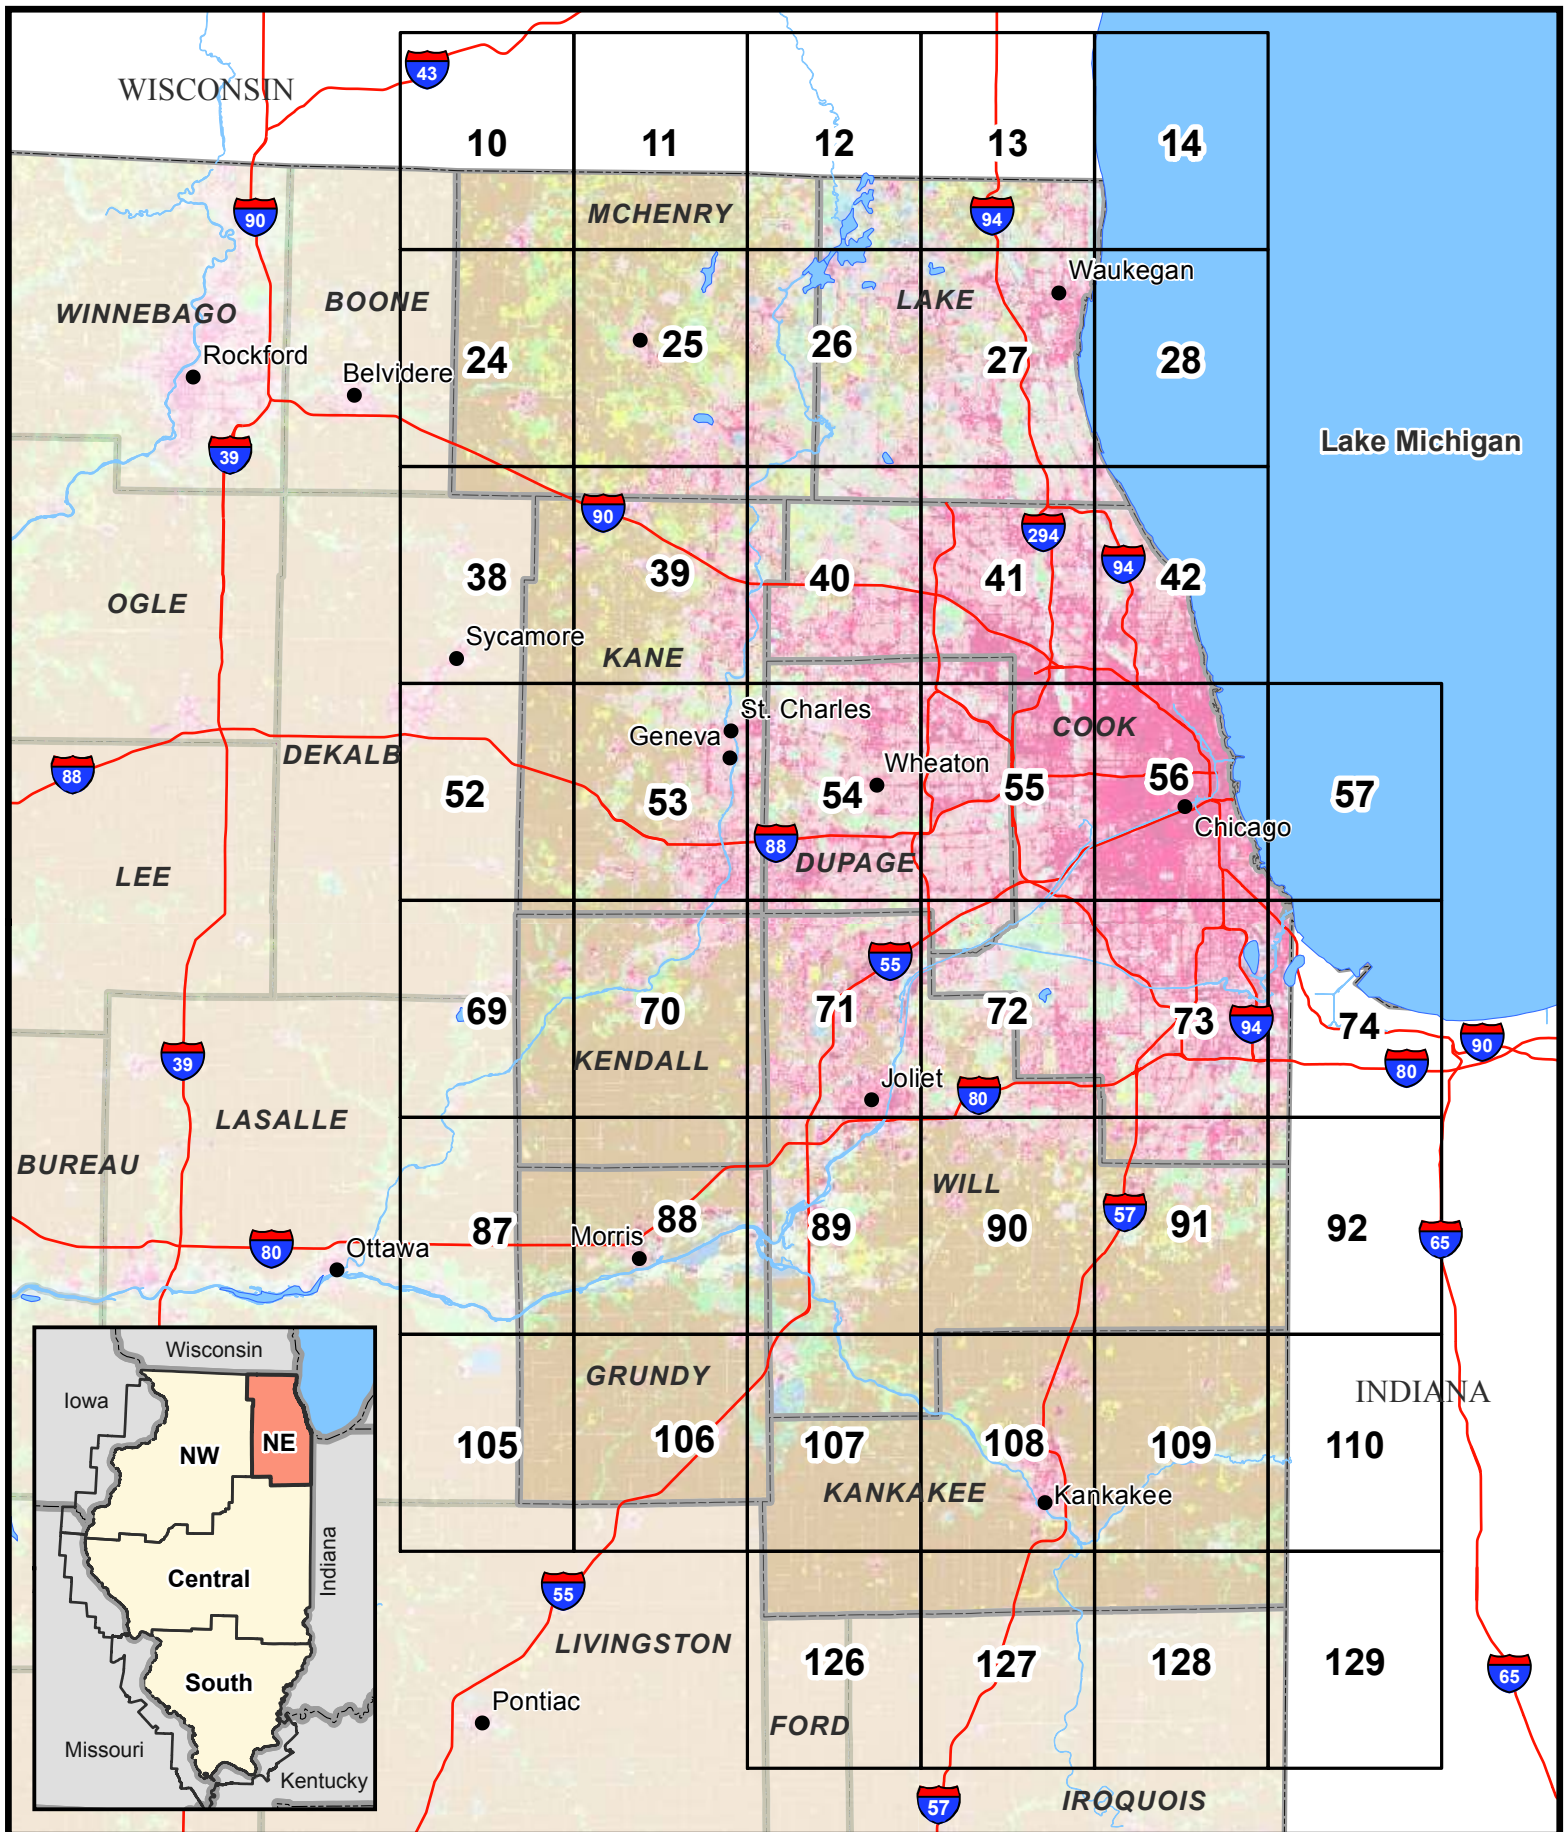 43
WISCONSIN
10
11
12
13
14
90
MCHENRY
94
Waukegan
WINNEBAGO
BOONE
LAKE
Rockford
Belvidere
24
25
26
27
28
39
Lake Michigan
90
294
94
38
39
40
41
42
OGLE
Sycamore
KANE
St. Charles
Geneva
COOK
DEKALB
88
Wheaton
52
53
54
55
56
57
Chicago
88
DUPAGE
LEE
55
69
70
71
72
73
94
74
90
39
KENDALL
Joliet
80
80
LASALLE
BUREAU
WILL
87
88
89
90
57
91
92
65
80
Ottawa
Morris
Wisconsin
Iowa
NW
NE
Central
Indiana
South
Missouri
Kentucky
GRUNDY
INDIANA
105
106
107
108
109
110
KANKAKEE
Kankakee
55
LIVINGSTON
126
127
128
129
65
Pontiac
FORD
57
IROQUOIS